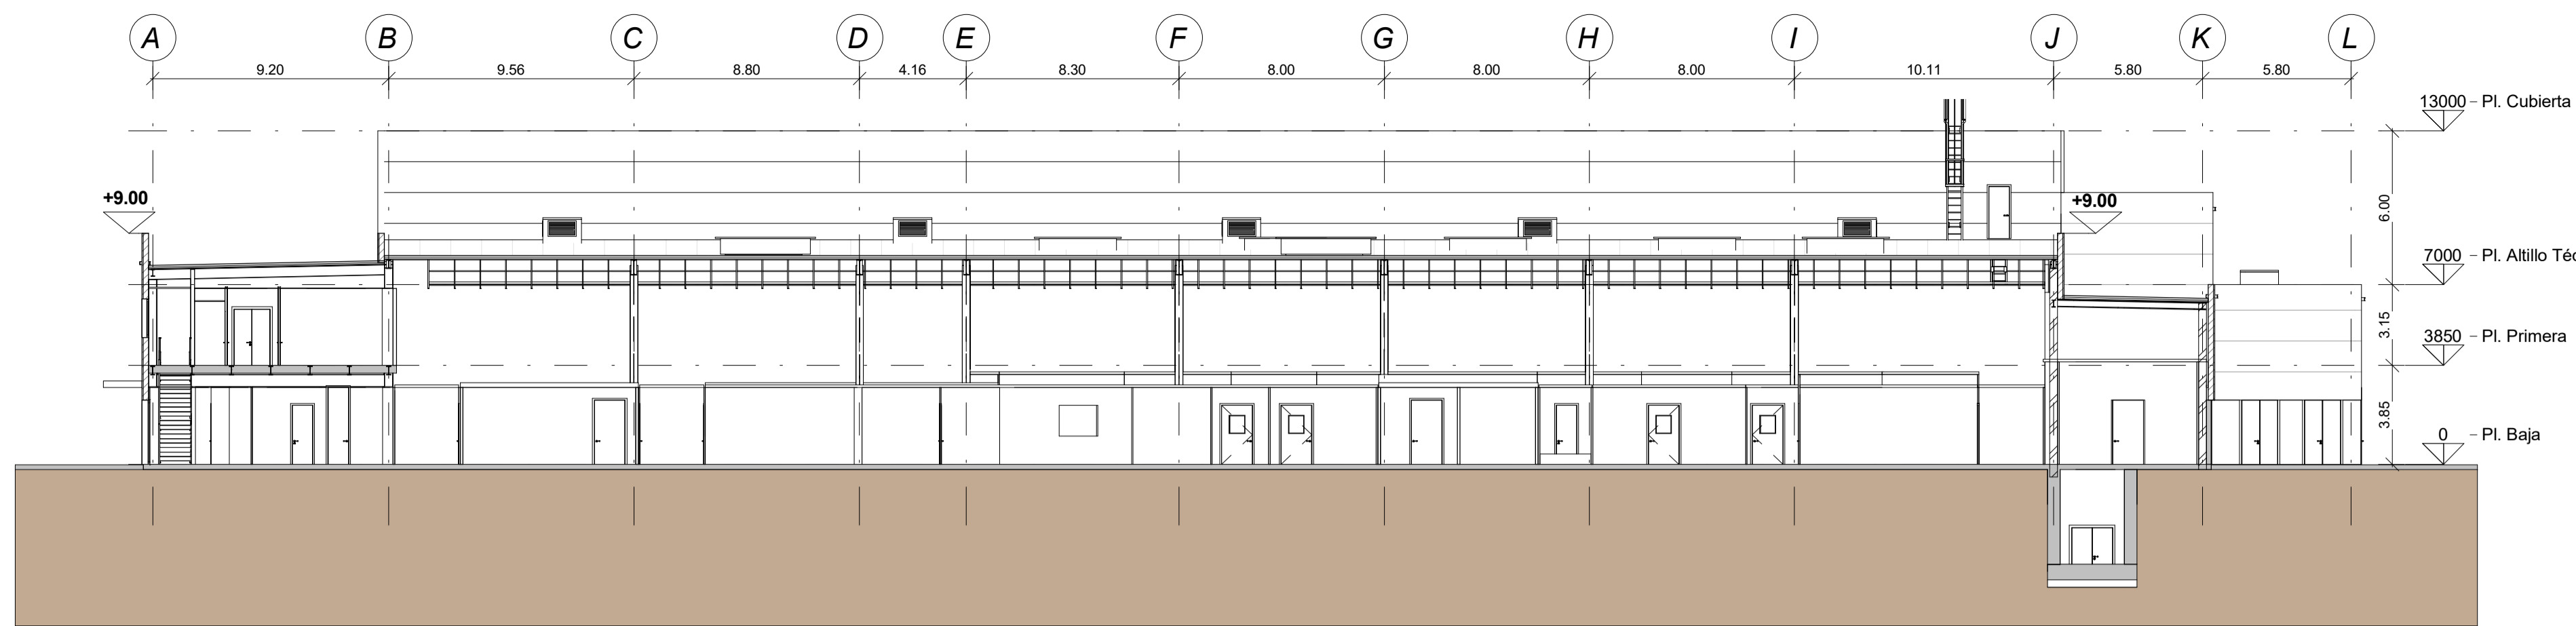 A B C D E F G H I J K L
9.20 9.56 8.80 4.16 8.30 8.00 8.00 8.00 10.11 5.80 5.80
13000 Pl. Cubierta
+9.00 +9.00
6.00
7000 Pl. Altillo Téc
3.15
3850 Pl. Primera
3.85
0 Pl. Baja